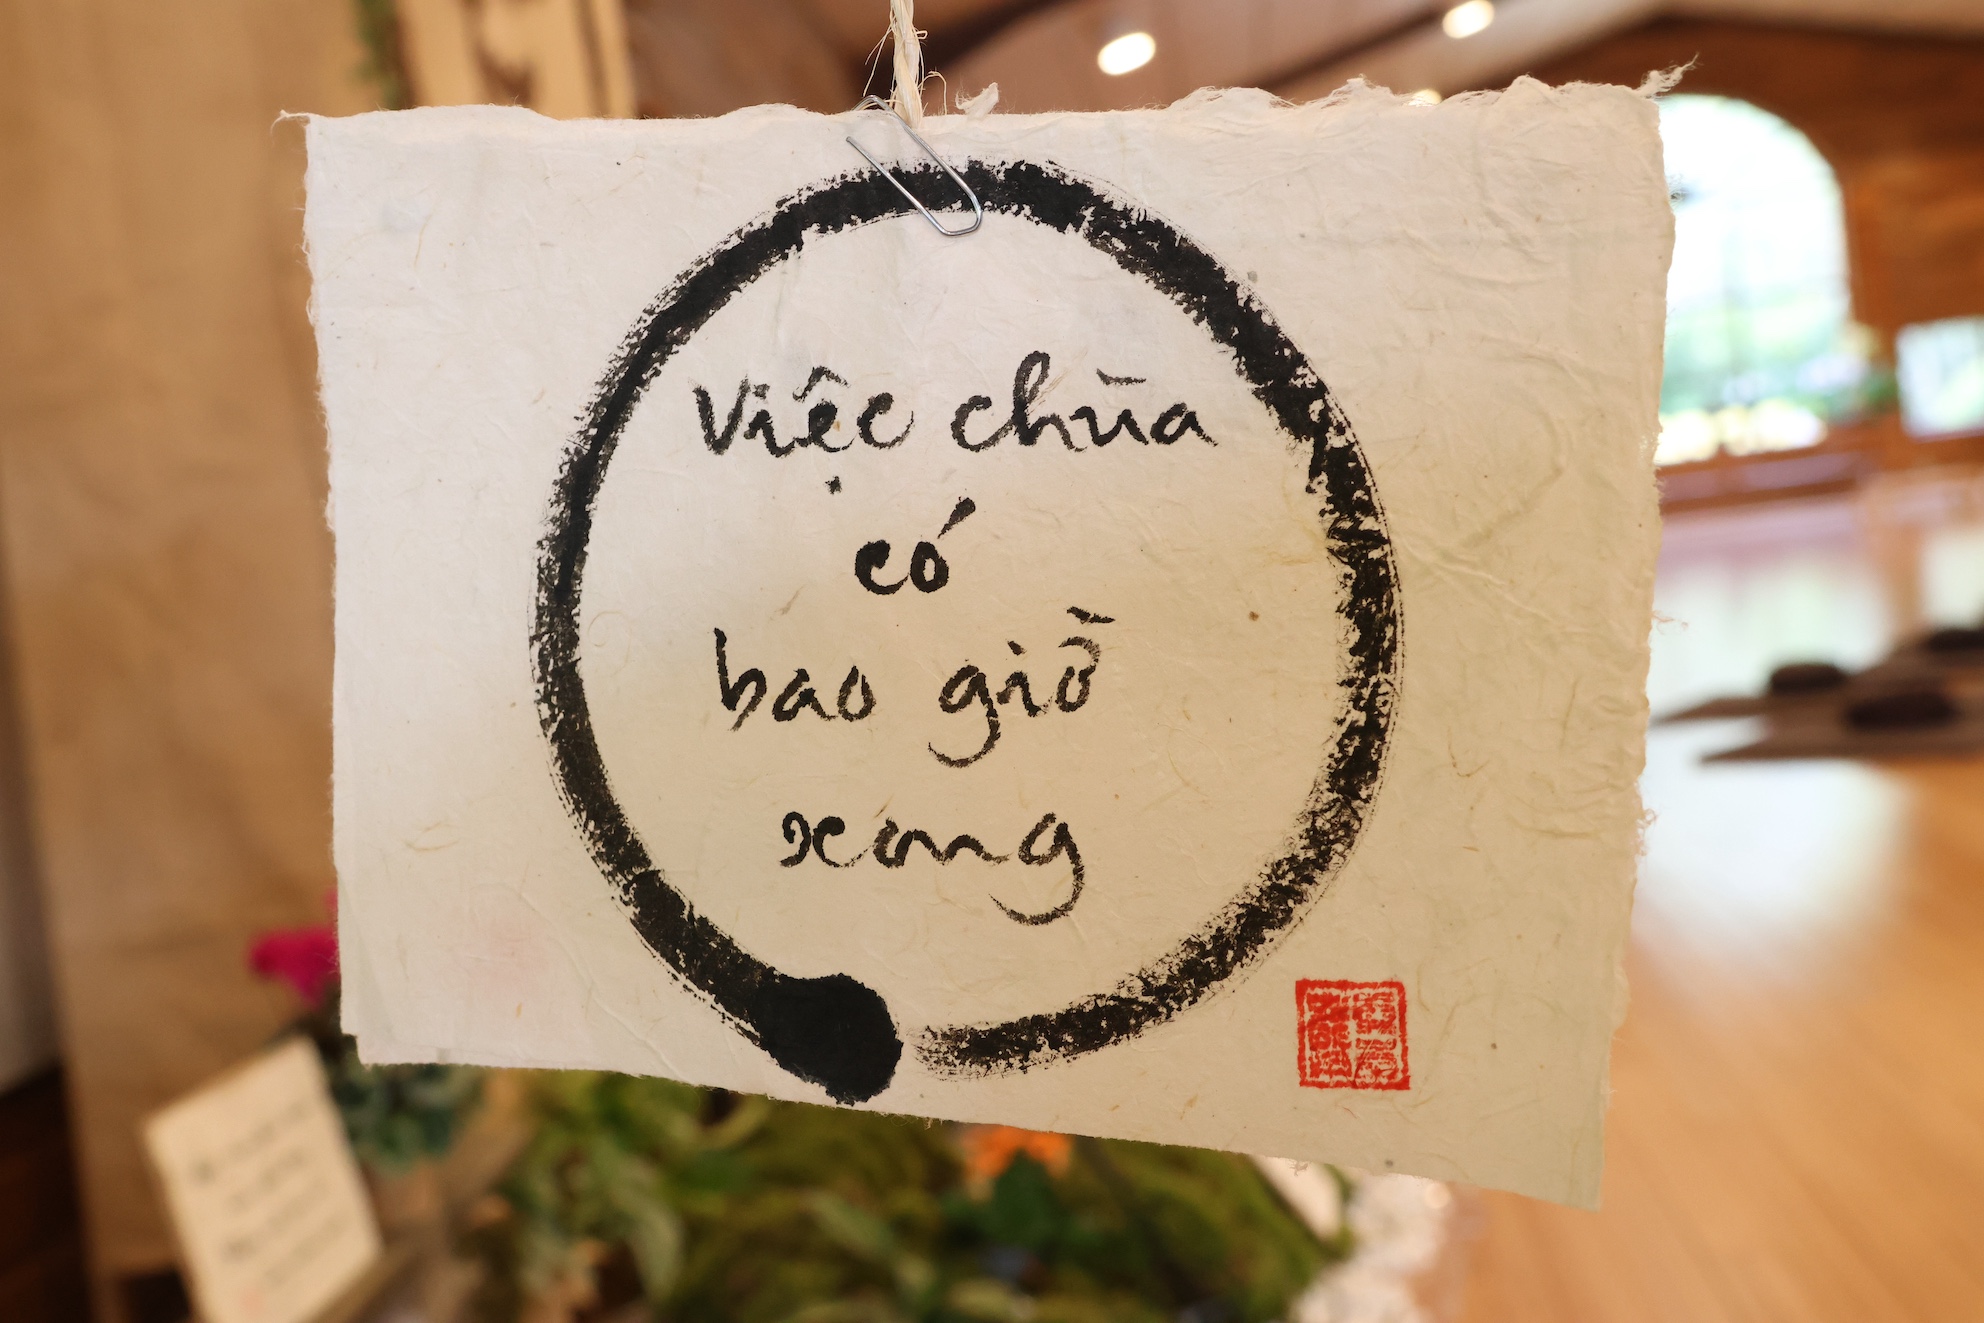 Việc chùa
có
bao giờ
xong